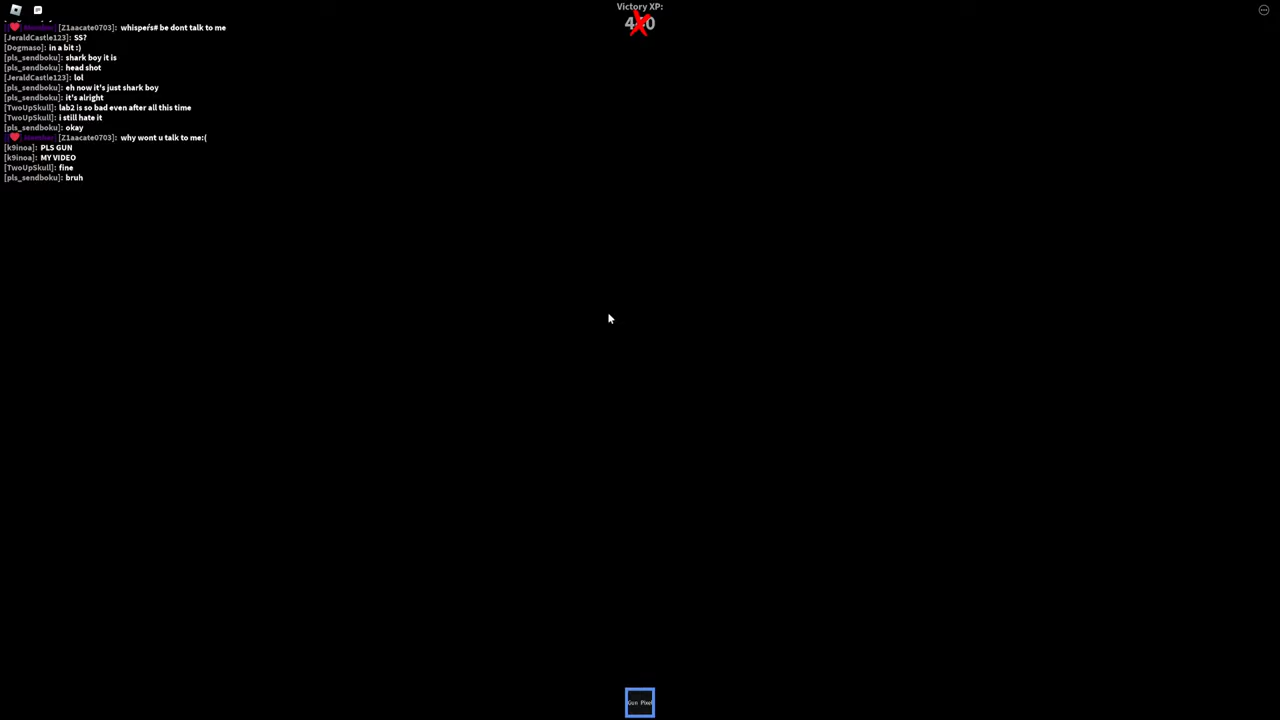 Victory XP:
[Z1aacate0703]: whispeŕs# be dont talk to me
[JeraldCastle123]: SS?
[Dogmaso]: in a bit :)
[pls_sendboku]: shark boy it is
[pls_sendboku]: head shot
[JeraldCastle123]: lol
[pls_sendboku]: eh now it's just shark boy
[pls_sendboku]: it's alright
[TwoUpSkull]: lab2 is so bad even after all this time
[TwoUpSkull]: i still hate it
[pls_sendboku]: okay
[Z1aacate0703]: why wont u talk to me:(
[k9inoa]: PLS GUN
[k9inoa]: MY VIDEO
[TwoUpSkull]: fine
[pls_sendboku]: bruh
Gun Pixel